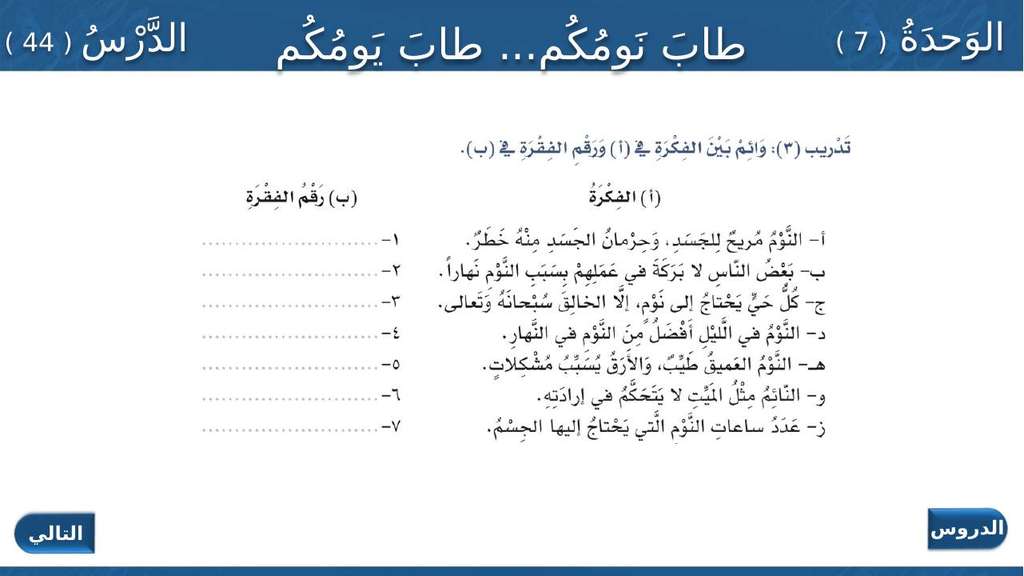 الوَحدَةُ ( 7 ) طابَ نَومُكُم... طابَ يَومُكُم الدَّرْسُ ( 44 )
تَدْريب (٣): وَائِمْ بَيْنَ الفِكْرَةِ في (أ) وَرَقْمِ الفِقْرَةِ في (ب).
(أ) الفِكْرَةُ (ب) رَقْمُ الفِقْرَةِ
أ- النَّوْمُ مُريحٌ لِلجَسَدِ، وَحِرْمانُ الجَسَدِ مِنْهُ خَطَرٌ. ١- ...........................
ب- بَعْضُ النّاسِ لا بَرَكَةَ في عَمَلِهِمْ بِسَبَبِ النَّوْمِ نَهاراً. ٢- ...........................
ج- كُلُّ حَيٍّ يَحْتاجُ إلى نَوْمٍ، إلَّا الخالِقَ سُبْحانَهُ وَتَعالى. ٣- ...........................
د- النَّوْمُ في الَّليْلِ أَفْضَلُ مِنَ النَّوْمِ في النَّهارِ. ٤- ...........................
هـ- النَّوْمُ العَميقُ طَيِّبٌ، وَالأَرَقُ يُسَبِّبُ مُشْكِلاتٍ. ٥- ...........................
و- النّائِمُ مِثْلُ المَيِّتِ لا يَتَحَكَّمُ في إرادَتِهِ. ٦- ...........................
ز- عَدَدُ ساعاتِ النَّوْمِ الَّتي يَحْتاجُ إليها الجِسْمُ. ٧- ...........................
الدروس التالي